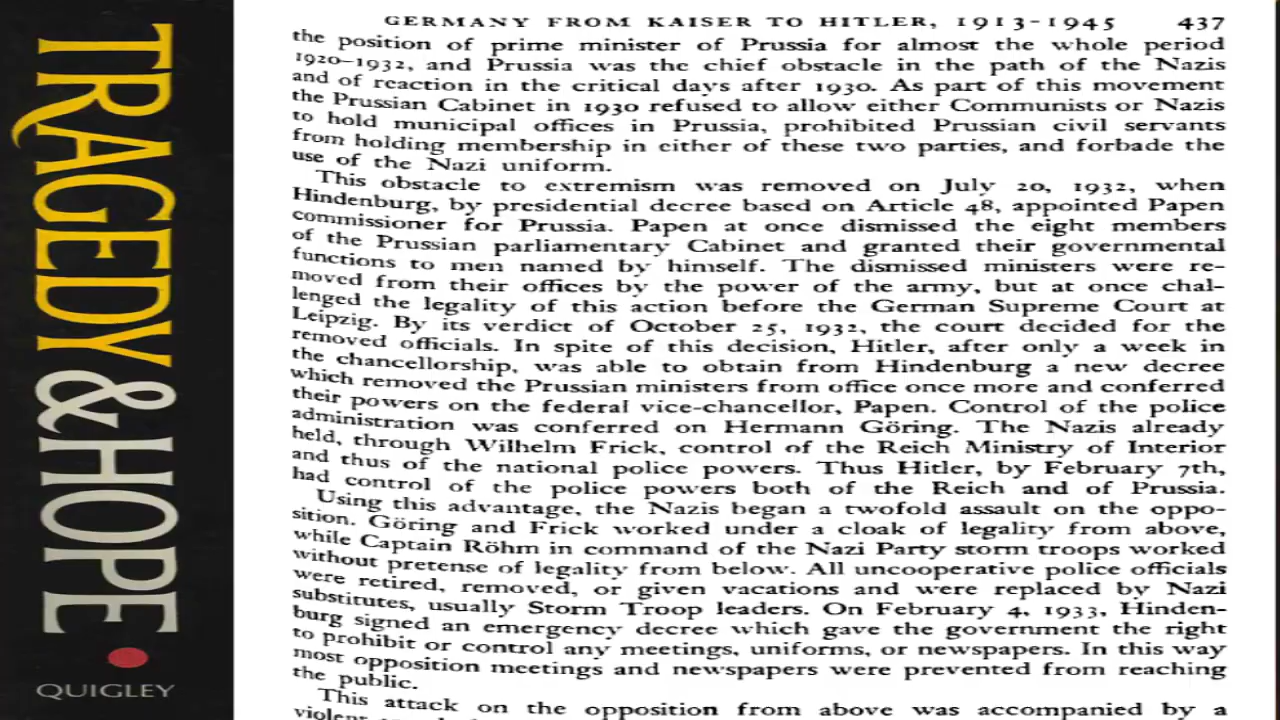 TRAGEDY & HOPE
QUIGLEY
GERMANY FROM KAISER TO HITLER, 1913-1945 437
the position of prime minister of Prussia for almost the whole period
1920–1932, and Prussia was the chief obstacle in the path of the Nazis
and of reaction in the critical days after 1930. As part of this movement
the Prussian Cabinet in 1930 refused to allow either Communists or Nazis
to hold municipal offices in Prussia, prohibited Prussian civil servants
from holding membership in either of these two parties, and forbade the
use of the Nazi uniform.
This obstacle to extremism was removed on July 20, 1932, when
Hindenburg, by presidential decree based on Article 48, appointed Papen
commissioner for Prussia. Papen at once dismissed the eight members
of the Prussian parliamentary Cabinet and granted their governmental
functions to men named by himself. The dismissed ministers were re-
moved from their offices by the power of the army, but at once chal-
lenged the legality of this action before the German Supreme Court at
Leipzig. By its verdict of October 25, 1932, the court decided for the
removed officials. In spite of this decision, Hitler, after only a week in
the chancellorship, was able to obtain from Hindenburg a new decree
which removed the Prussian ministers from office once more and conferred
their powers on the federal vice-chancellor, Papen. Control of the police
administration was conferred on Hermann Göring. The Nazis already
held, through Wilhelm Frick, control of the Reich Ministry of Interior
and thus of the national police powers. Thus Hitler, by February 7th,
had control of the police powers both of the Reich and of Prussia.
Using this advantage, the Nazis began a twofold assault on the oppo-
sition. Göring and Frick worked under a cloak of legality from above,
while Captain Röhm in command of the Nazi Party storm troops worked
without pretense of legality from below. All uncooperative police officials
were retired, removed, or given vacations and were replaced by Nazi
substitutes, usually Storm Troop leaders. On February 4, 1933, Hinden-
burg signed an emergency decree which gave the government the right
to prohibit or control any meetings, uniforms, or newspapers. In this way
most opposition meetings and newspapers were prevented from reaching
the public.
This attack on the opposition from above was accompanied by a